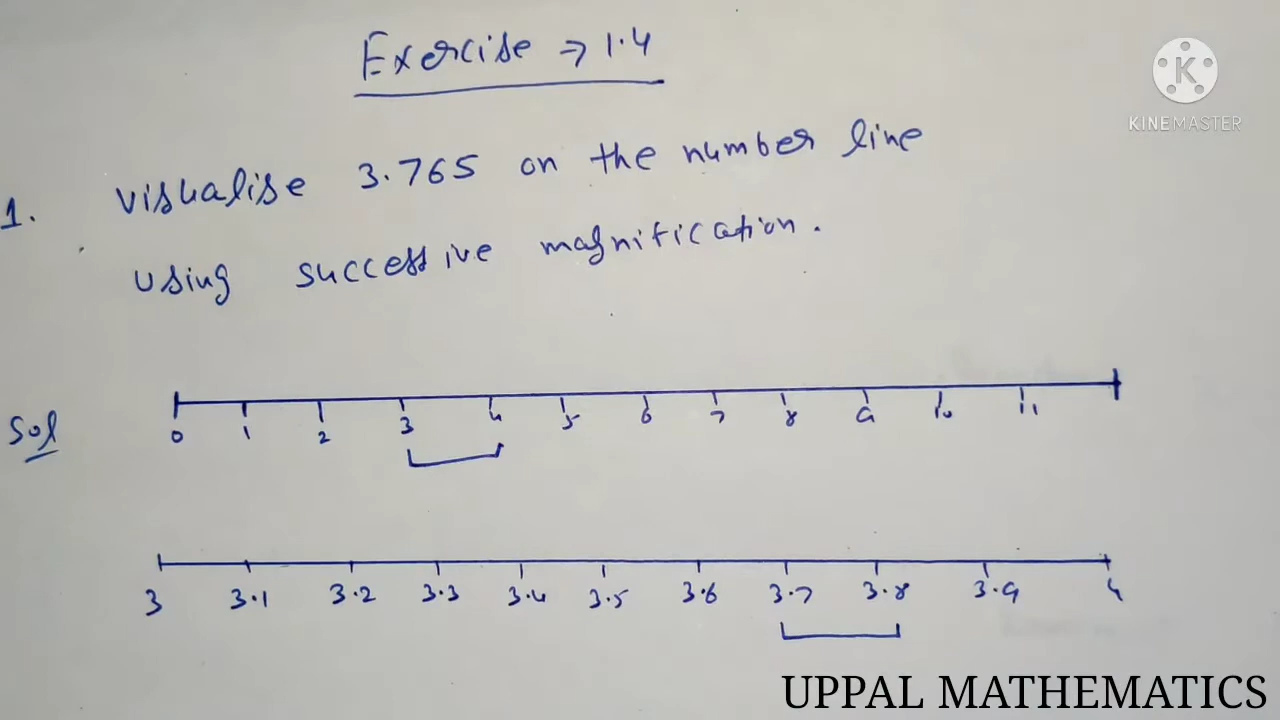 Exercise → 1.4
K
KINEMASTER
1. visualise 3.765 on the number line
using successive magnification.
Sol
0 1 2 3 4 5 6 7 8 9 10 11
3 3.1 3.2 3.3 3.4 3.5 3.6 3.7 3.8 3.9 4
UPPAL MATHEMATICS